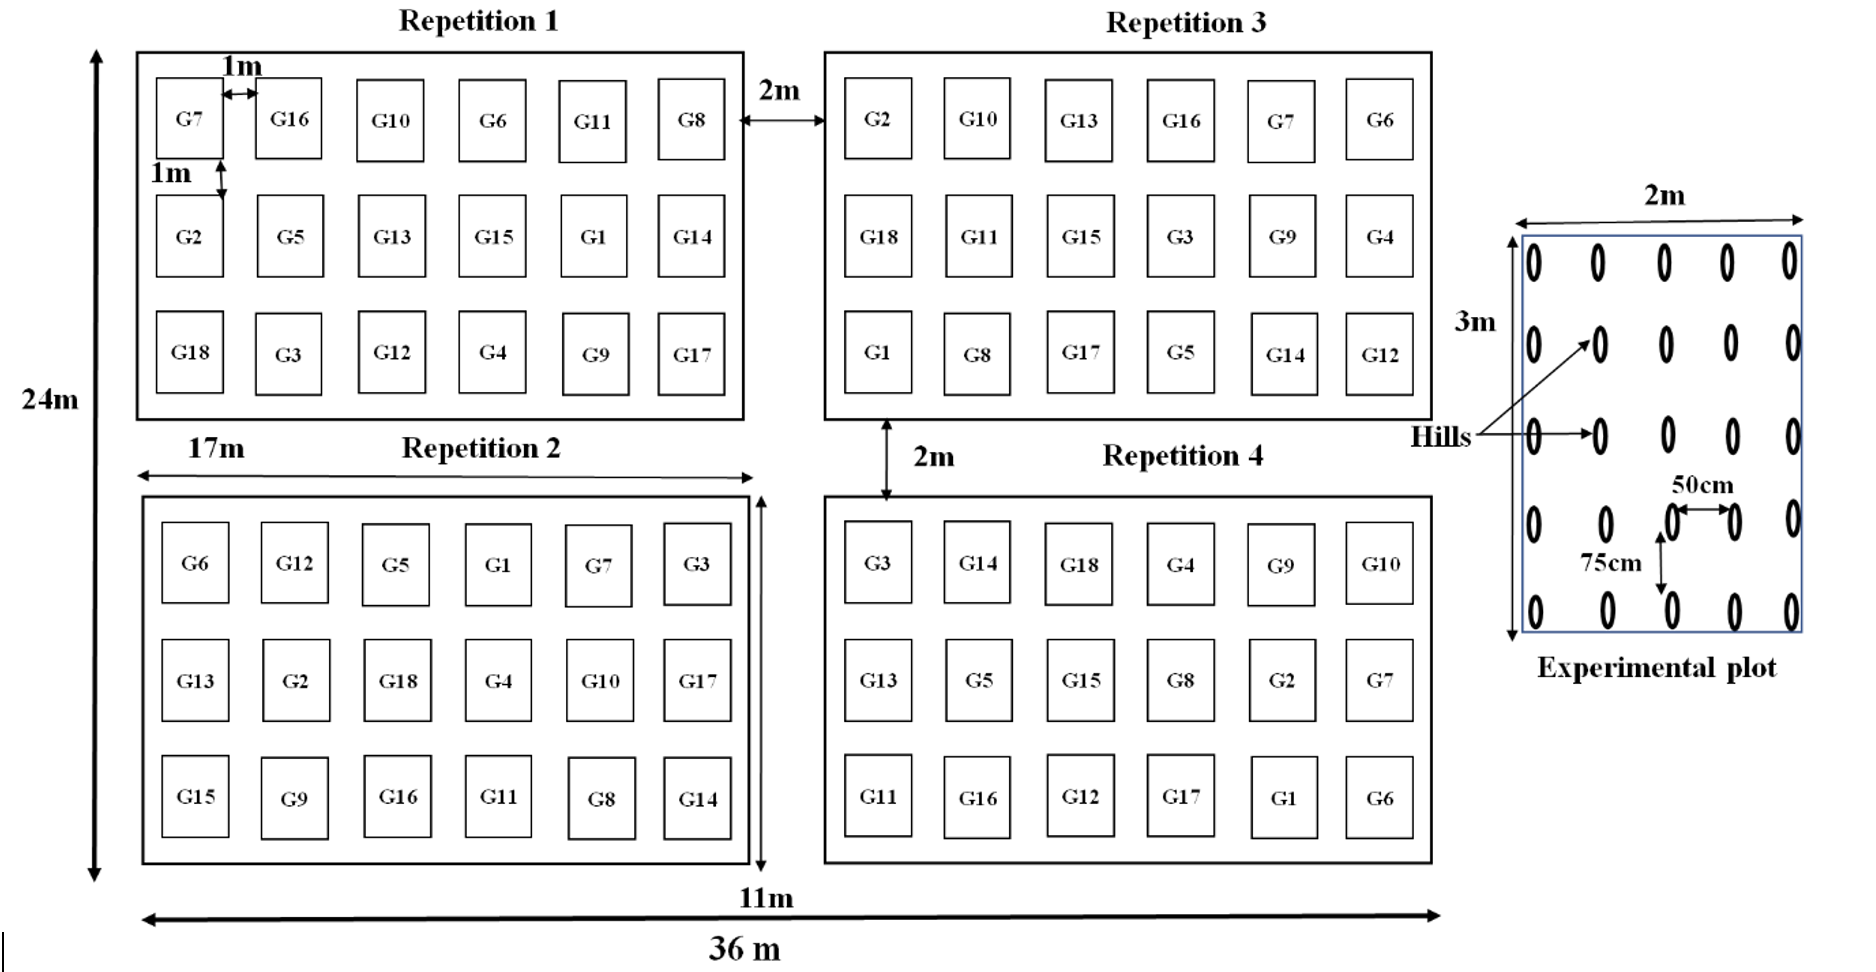 Repetition 1
Repetition 3
1m
G7 G16 G10 G6 G11 G8
2m
G2 G10 G13 G16 G7 G6
1m
G2 G5 G13 G15 G1 G14
G18 G11 G15 G3 G9 G4
G18 G3 G12 G4 G9 G17
G1 G8 G17 G5 G14 G12
24m
17m
Repetition 2
2m
Repetition 4
G6 G12 G5 G1 G7 G3
G3 G14 G18 G4 G9 G10
G13 G2 G18 G4 G10 G17
G13 G5 G15 G8 G2 G7
G15 G9 G16 G11 G8 G14
G11 G16 G12 G17 G1 G6
11m
36 m
2m
3m
Hills
50cm
75cm
Experimental plot